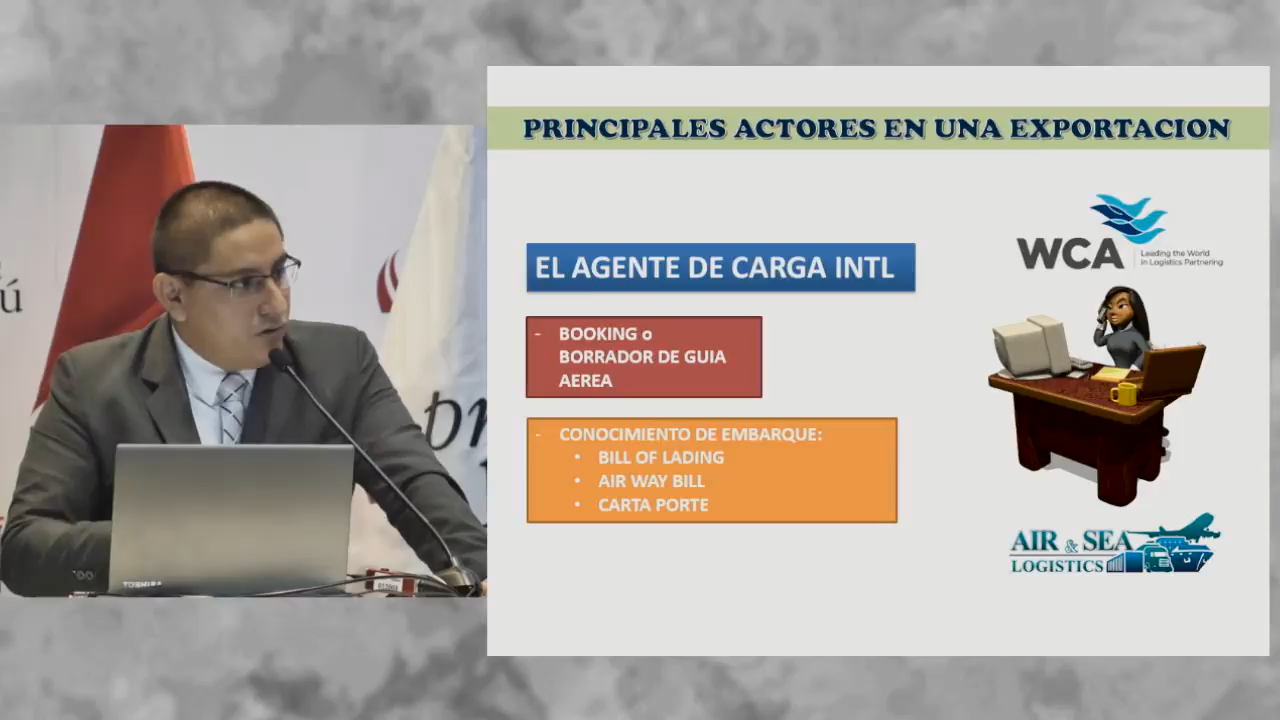 PRINCIPALES ACTORES EN UNA EXPORTACION
WCA
Leading the World
in Logistics Partnering
EL AGENTE DE CARGA INTL
- BOOKING o
BORRADOR DE GUIA
AEREA
- CONOCIMIENTO DE EMBARQUE:
• BILL OF LADING
• AIR WAY BILL
• CARTA PORTE
AIR & SEA
LOGISTICS
ú
pr
TOSHIBA